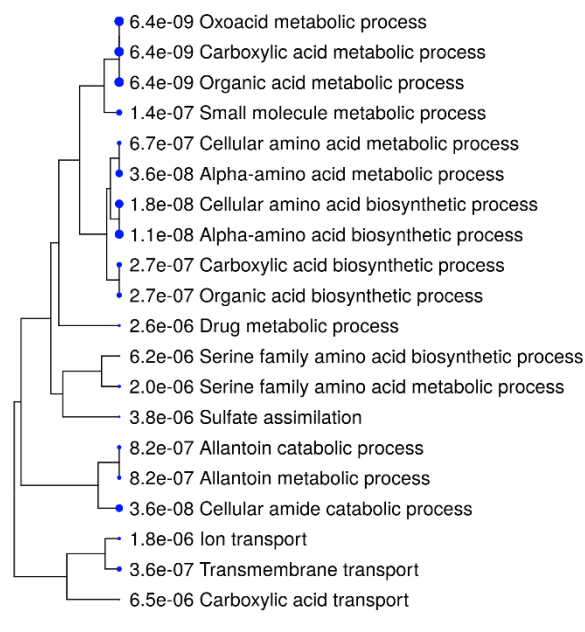 6.4e-09 Oxoacid metabolic process
6.4e-09 Carboxylic acid metabolic process
6.4e-09 Organic acid metabolic process
1.4e-07 Small molecule metabolic process
6.7e-07 Cellular amino acid metabolic process
3.6e-08 Alpha-amino acid metabolic process
1.8e-08 Cellular amino acid biosynthetic process
1.1e-08 Alpha-amino acid biosynthetic process
2.7e-07 Carboxylic acid biosynthetic process
2.7e-07 Organic acid biosynthetic process
2.6e-06 Drug metabolic process
6.2e-06 Serine family amino acid biosynthetic process
2.0e-06 Serine family amino acid metabolic process
3.8e-06 Sulfate assimilation
8.2e-07 Allantoin catabolic process
8.2e-07 Allantoin metabolic process
3.6e-08 Cellular amide catabolic process
1.8e-06 Ion transport
3.6e-07 Transmembrane transport
6.5e-06 Carboxylic acid transport